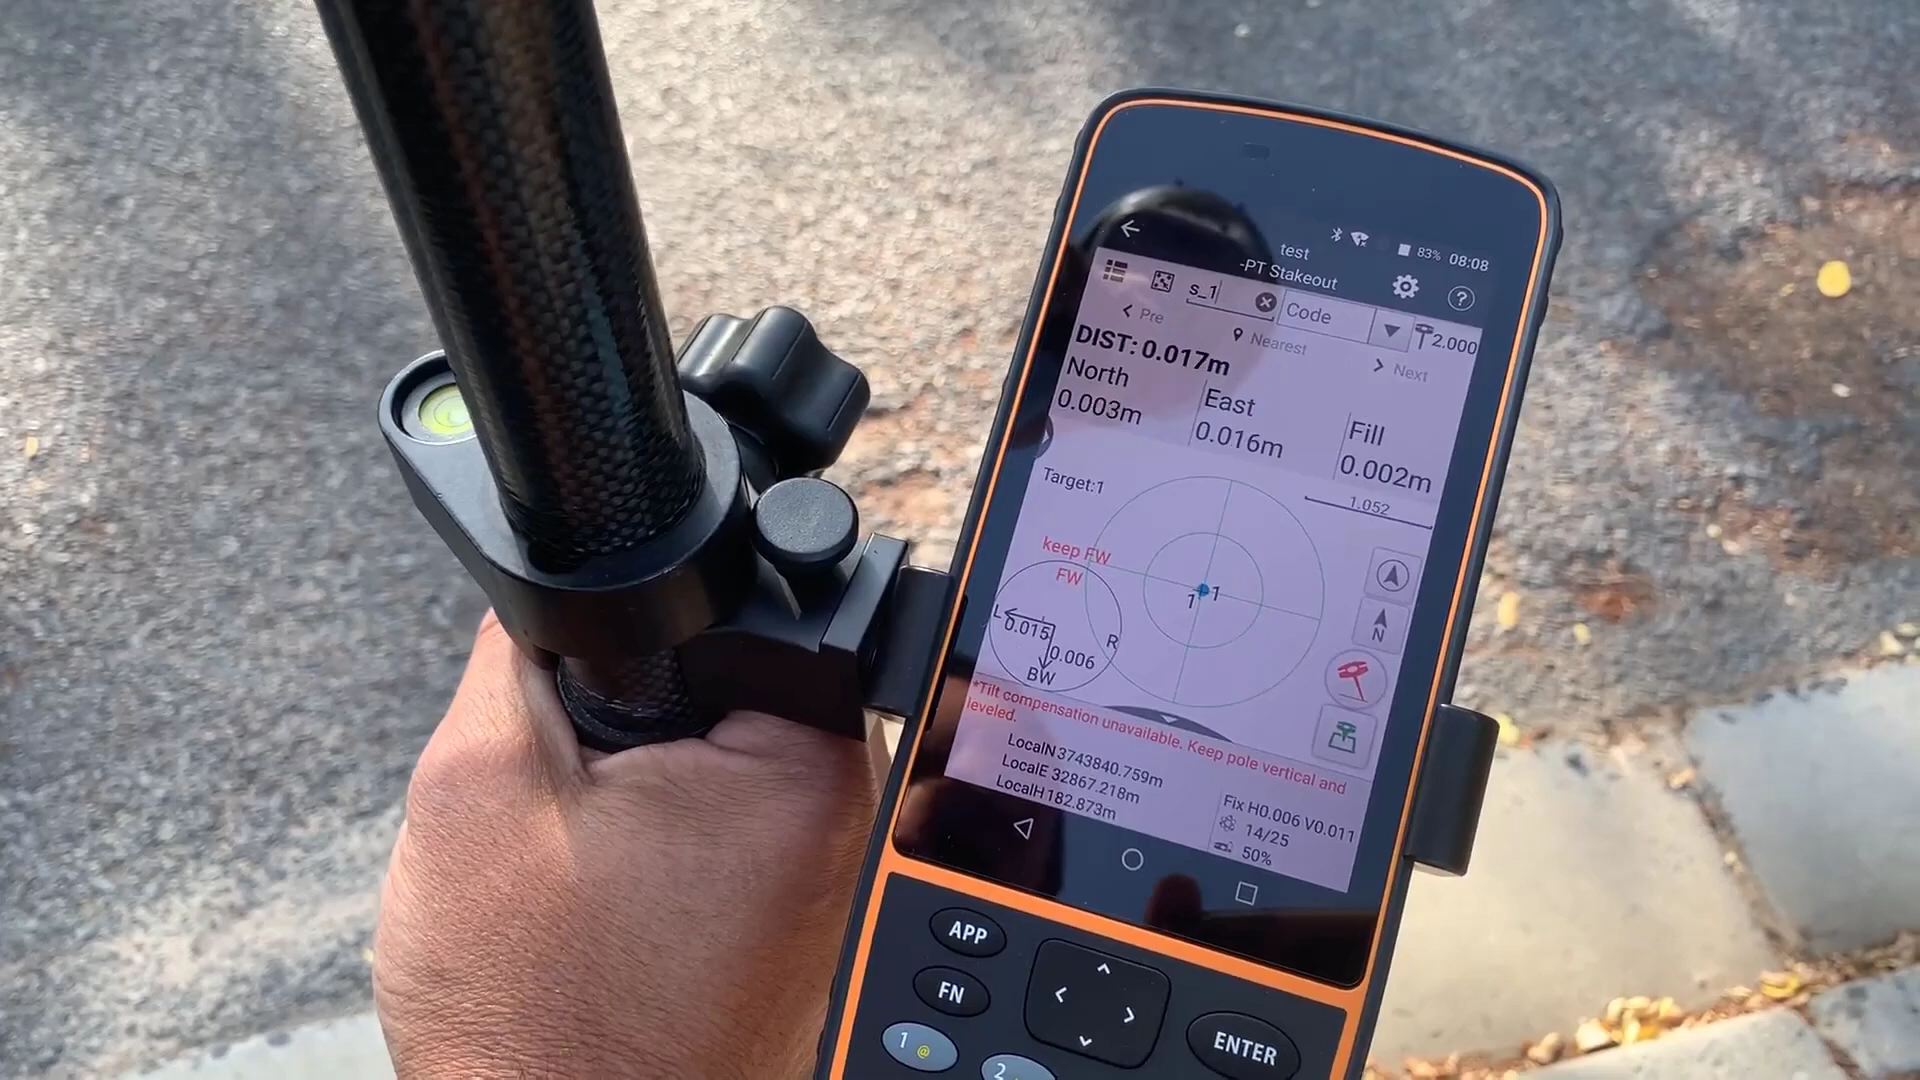 83% 08:08
test
-PT Stakeout
s_1 Code 2.000
Pre Nearest Next
DIST: 0.017m
North East Fill
0.003m 0.016m 0.002m
Target:1
1.052
keep FW
FW
1 1
L 0.015 R
0.006
BW
N
*Tilt compensation unavailable. Keep pole vertical and
leveled.
LocalN 3743840.759m
LocalE 32867.218m
LocalH 182.873m
Fix H0.006 V0.011
14/25
50%
APP
FN
ENTER
1 @
2